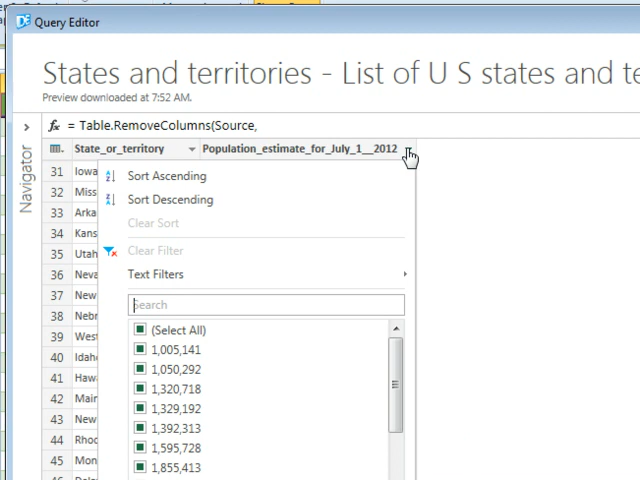 Query Editor
States and territories - List of U S states and te
Preview downloaded at 7:52 AM.
fx = Table.RemoveColumns(Source,
Navigator
State_or_territory Population_estimate_for_July_1__2012
31 Iowa
32 Miss
33 Arka
34 Kans
35 Utah
36 Neva
37 New
38 Nebr
39 West
40 Idaho
41 Hawa
42 Main
43 New
44 Rhod
45 Mon
46
Sort Ascending
Sort Descending
Clear Sort
Clear Filter
Text Filters
Search
(Select All)
1,005,141
1,050,292
1,320,718
1,329,192
1,392,313
1,595,728
1,855,413